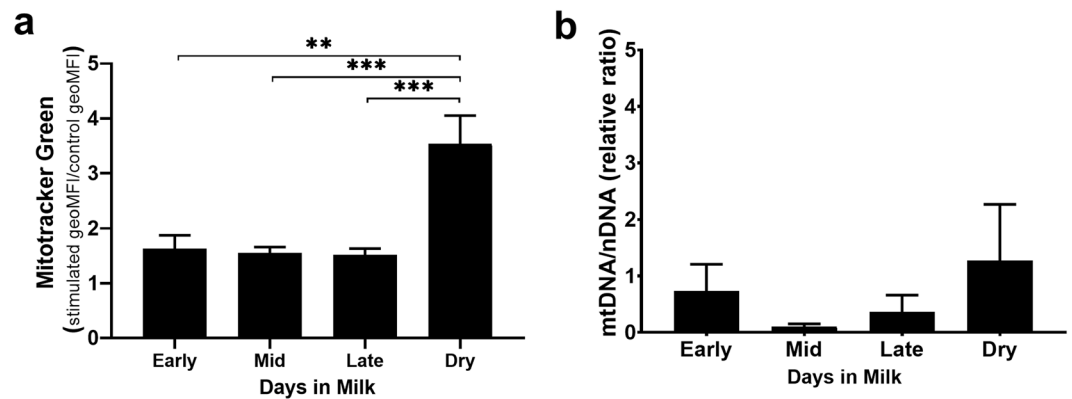 a
**
***
***
Mitotracker Green
(stimulated geoMFI/control geoMFI)
5
4
3
2
1
0
Early Mid Late Dry
Days in Milk
b
mtDNA/nDNA (relative ratio)
5
4
3
2
1
0
Early Mid Late Dry
Days in Milk